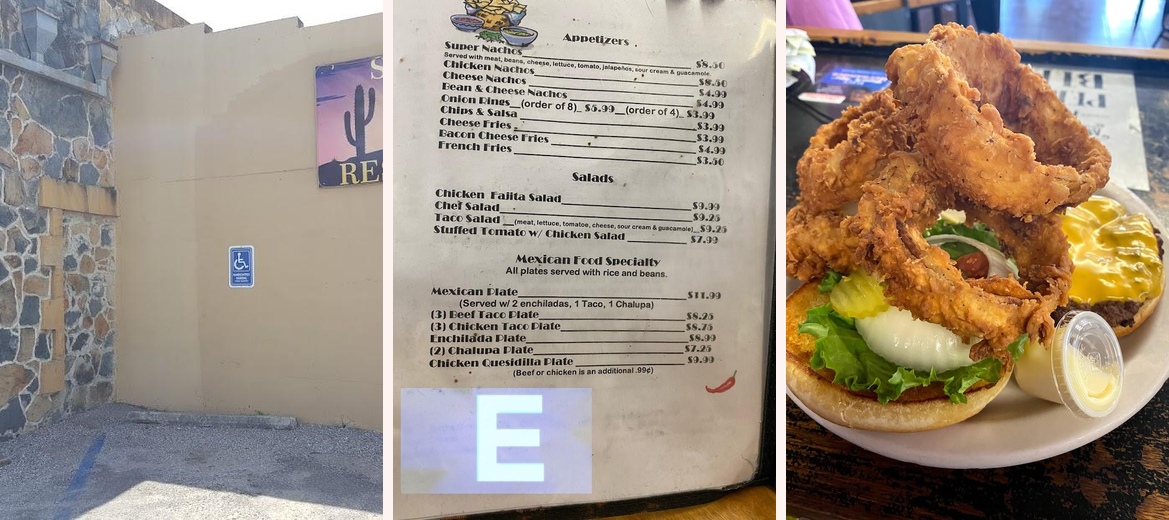 S
RES
Appetizers
Super Nachos $8.50
Served with meat, beans, cheese, lettuce, tomato, jalapeños, sour cream & guacamole.
Chicken Nachos $8.50
Cheese Nachos $4.99
Bean & Cheese Nachos $4.99
Onion Rings__(order of 8)_ $5.99__(order of 4)_ $3.99
Chips & Salsa $3.99
Cheese Fries $3.99
Bacon Cheese Fries $4.99
French Fries $3.50
Salads
Chicken Fajita Salad $9.99
Chef Salad $9.25
Taco Salad (meat, lettuce, tomatoe, cheese, sour cream & guacamole)_ $9.25
Stuffed Tomato w/ Chicken Salad $7.99
Mexican Food Specialty
All plates served with rice and beans.
Mexican Plate $11.99
(Served w/ 2 enchiladas, 1 Taco, 1 Chalupa)
(3) Beef Taco Plate $8.25
(3) Chicken Taco Plate $8.75
Enchilada Plate $8.99
(2) Chalupa Plate $7.25
Chicken Quesidilla Plate $9.99
(Beef or chicken is an additional .99¢)
E